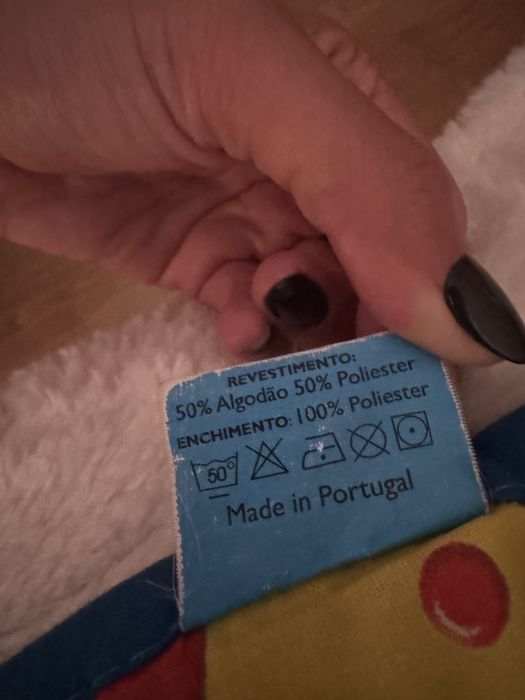 REVESTIMENTO:
50% Algodão 50% Poliester
ENCHIMENTO: 100% Poliester
50°
Made in Portugal